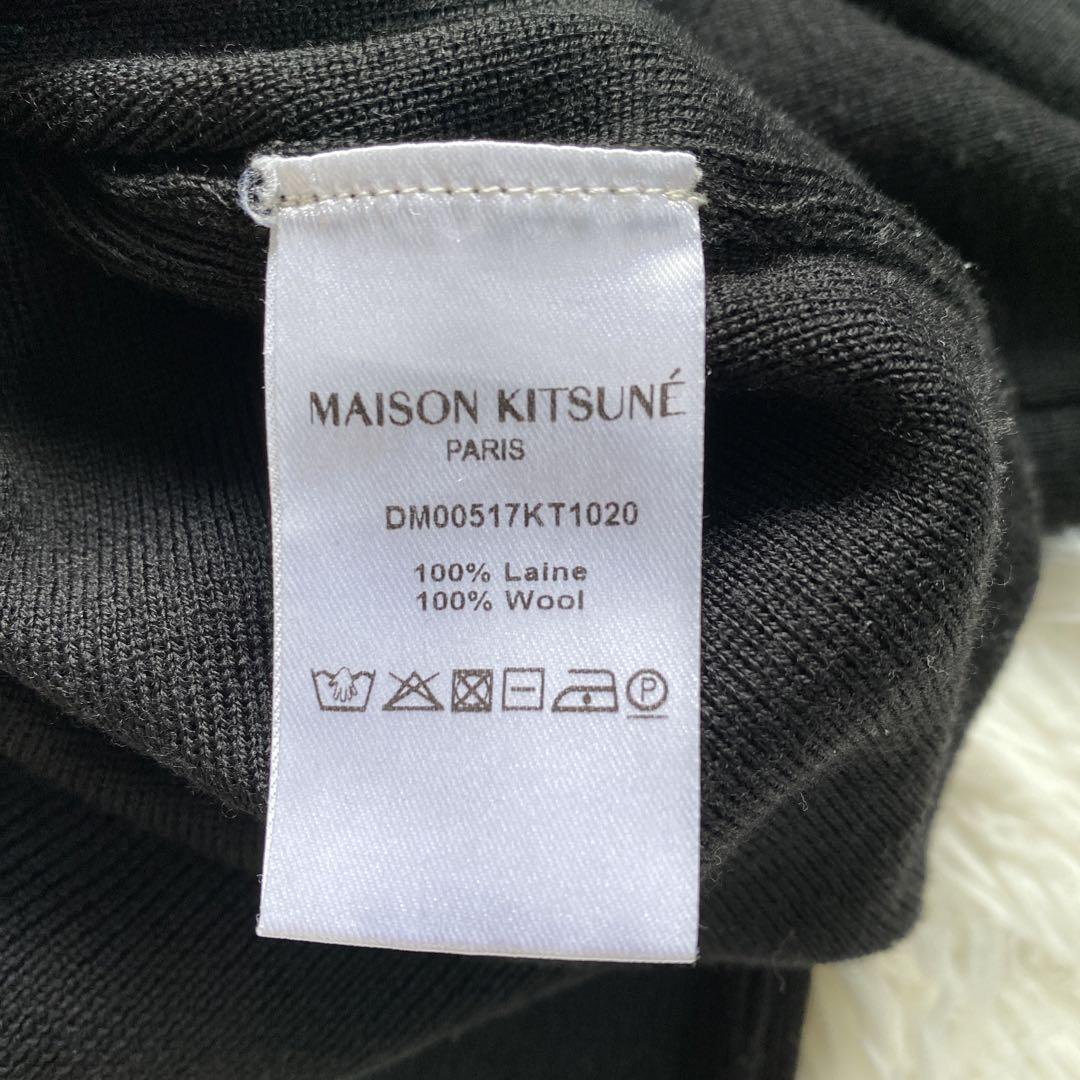 MAISON KITSUNÉ
PARIS
DM00517KT1020
100% Laine
100% Wool
P